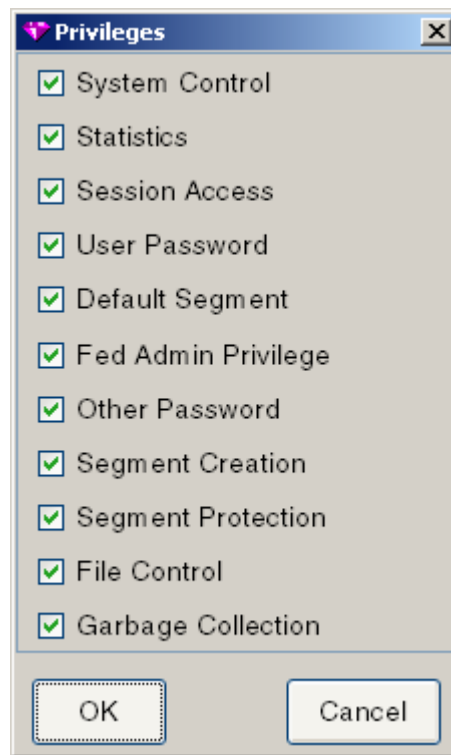 Privileges
System Control
Statistics
Session Access
User Password
Default Segment
Fed Admin Privilege
Other Password
Segment Creation
Segment Protection
File Control
Garbage Collection
OK Cancel